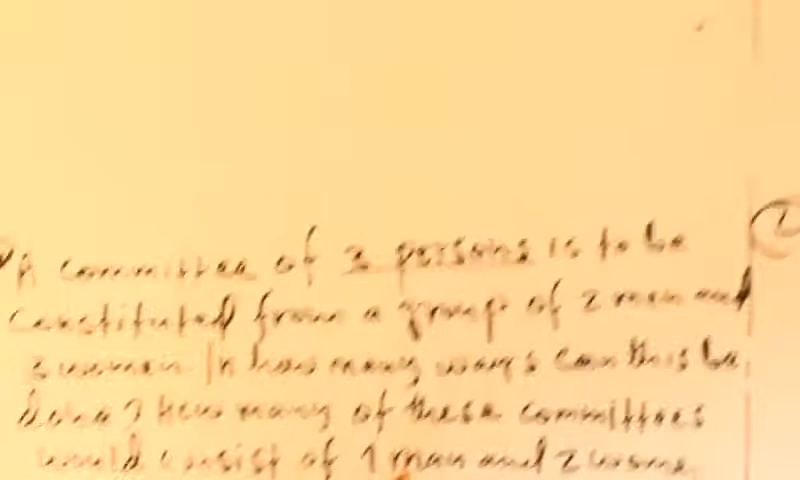 A committee of 3 persons is to be
constituted from a group of 2 men and
3 women In how many ways can this be
done? How many of these committees
would consist of 1 man and 2 women